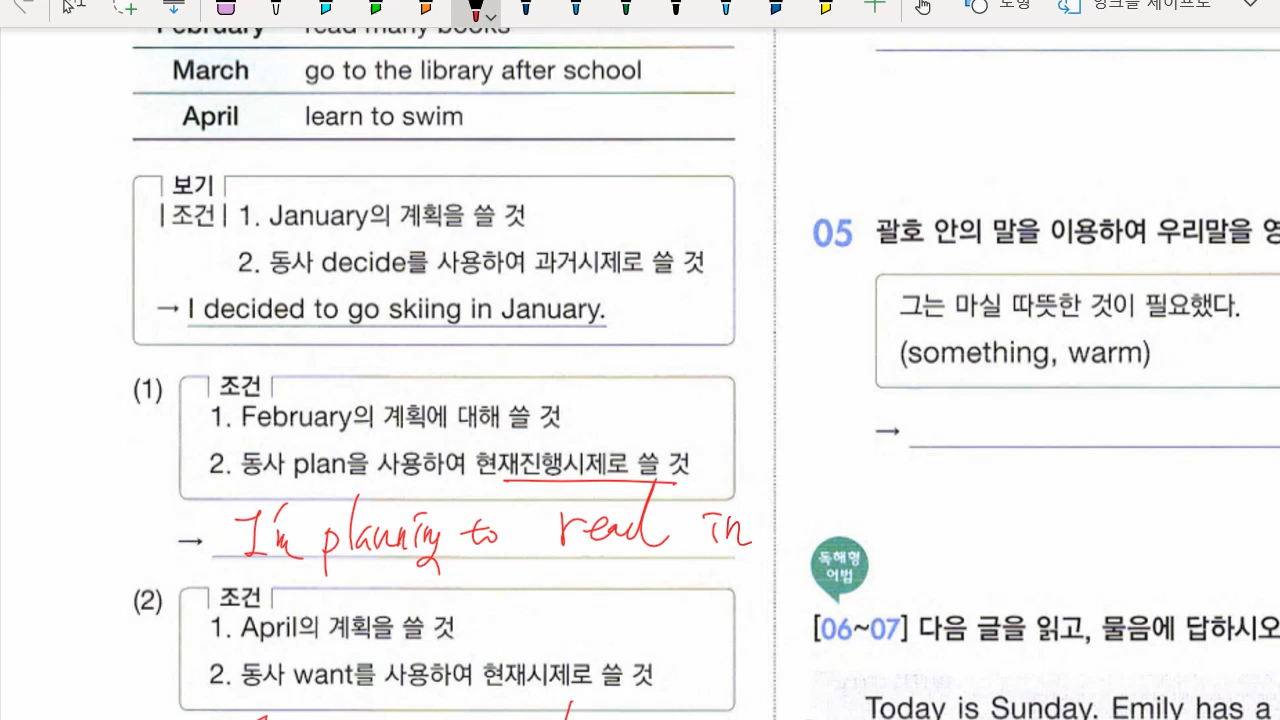 도형
잉크를 셰이프로
February read many books
March go to the library after school
April learn to swim
보기
|조건| 1. January의 계획을 쓸 것
2. 동사 decide를 사용하여 과거시제로 쓸 것
→ I decided to go skiing in January.
(1) 조건
1. February의 계획에 대해 쓸 것
2. 동사 plan을 사용하여 현재진행시제로 쓸 것
→ I'm planning to read in
(2) 조건
1. April의 계획을 쓸 것
2. 동사 want를 사용하여 현재시제로 쓸 것
05 괄호 안의 말을 이용하여 우리말을 영
그는 마실 따뜻한 것이 필요했다.
(something, warm)
→
독해형
어법
[06~07] 다음 글을 읽고, 물음에 답하시오
Today is Sunday. Emily has a